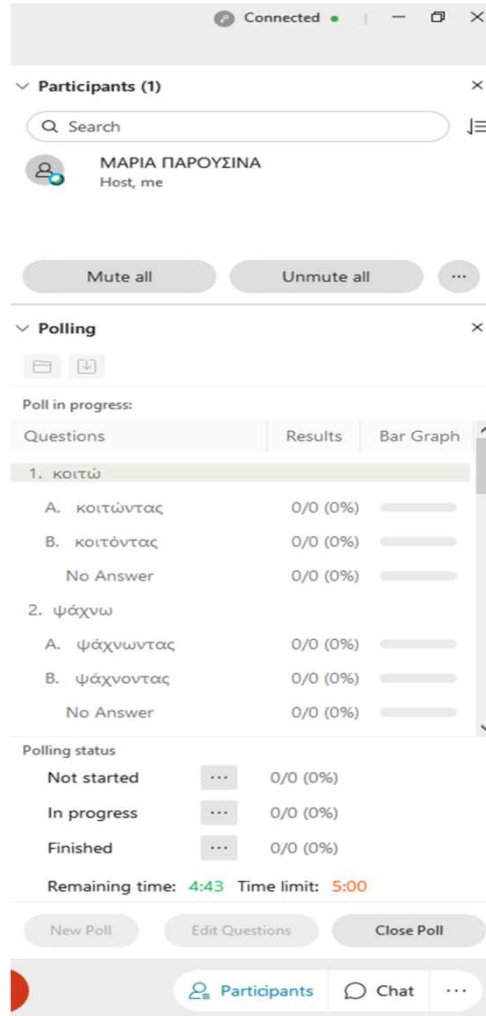 Connected
Participants (1)
Search
ΜΑΡΙΑ ΠΑΡΟΥΣΙΝΑ
Host, me
Mute all Unmute all ...
Polling
Poll in progress:
Questions Results Bar Graph
1. κοιτώ
A. κοιτώντας 0/0 (0%)
B. κοιτόντας 0/0 (0%)
No Answer 0/0 (0%)
2. ψάχνω
A. ψάχνωντας 0/0 (0%)
B. ψάχνοντας 0/0 (0%)
No Answer 0/0 (0%)
Polling status
Not started ... 0/0 (0%)
In progress ... 0/0 (0%)
Finished ... 0/0 (0%)
Remaining time: 4:43 Time limit: 5:00
New Poll Edit Questions Close Poll
Participants Chat ...